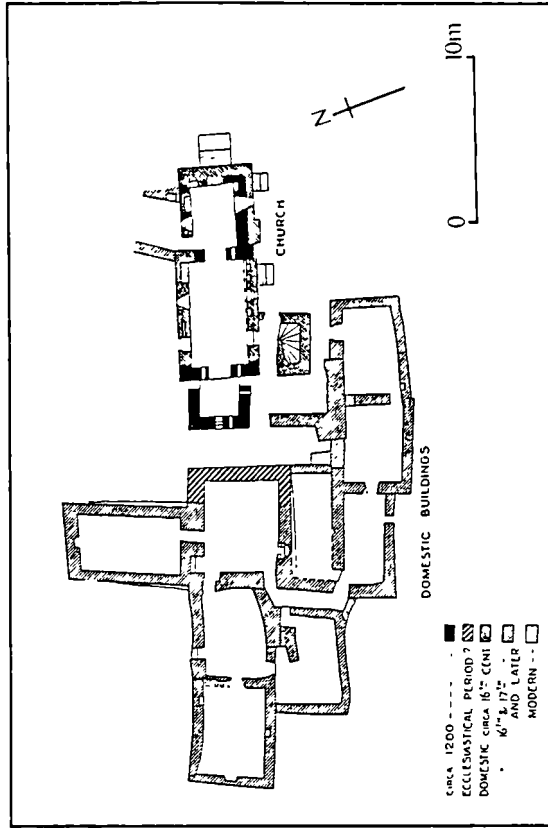 CIRCA 1200 - - - - -
ECCLESIASTICAL PERIOD ?
DOMESTIC CIRCA 16TH CENT
" 16TH & 17TH "
AND LATER
MODERN - -
DOMESTIC BUILDINGS
CHURCH
N
0 10m